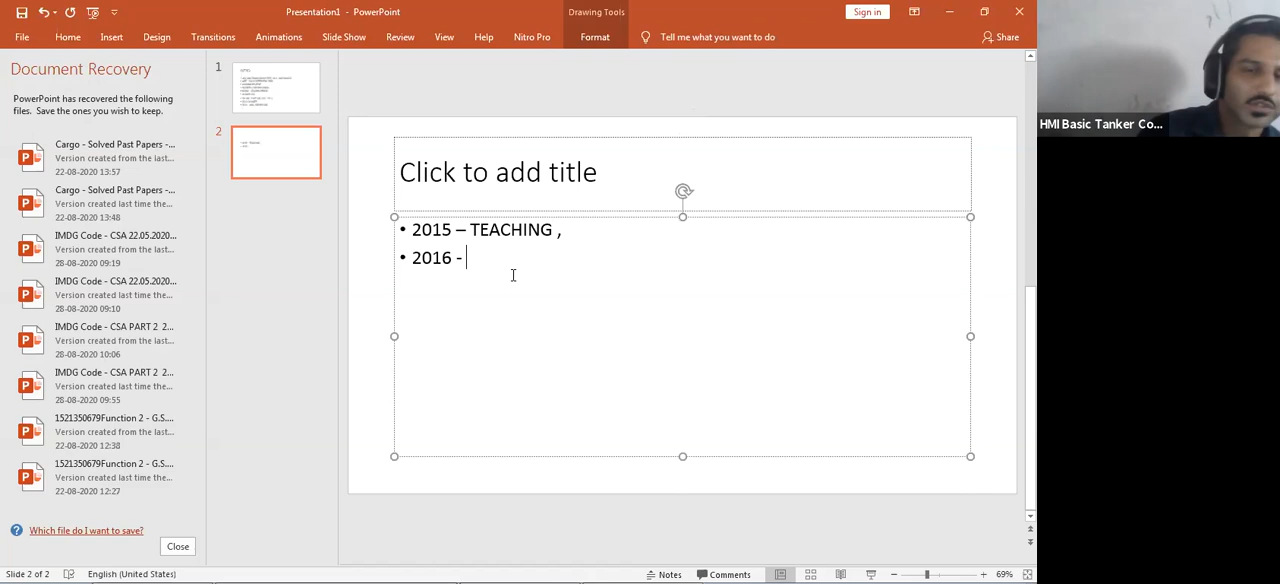 Presentation1 - PowerPoint
Drawing Tools
Sign in
File
Home
Insert
Design
Transitions
Animations
Slide Show
Review
View
Help
Nitro Pro
Format
Tell me what you want to do
Share
Document Recovery
PowerPoint has recovered the following
files. Save the ones you wish to keep.
Cargo - Solved Past Papers -...
Version created from the last...
22-08-2020 13:57
Cargo - Solved Past Papers -...
Version created from the last...
22-08-2020 13:48
IMDG Code - CSA 22.05.2020...
Version created last time the...
28-08-2020 09:19
IMDG Code - CSA 22.05.2020...
Version created last time the...
28-08-2020 09:10
IMDG Code - CSA PART 2 2...
Version created last time the...
28-08-2020 10:06
IMDG Code - CSA PART 2 2...
Version created last time the...
28-08-2020 09:55
1521350679Function 2 - G.S....
Version created from the last...
22-08-2020 12:38
1521350679Function 2 - G.S....
Version created from the last...
22-08-2020 12:27
Which file do I want to save?
Close
1
2
Click to add title
• 2015 – TEACHING ,
• 2016 -
HMI Basic Tanker Co...
Slide 2 of 2
English (United States)
Notes
Comments
69%